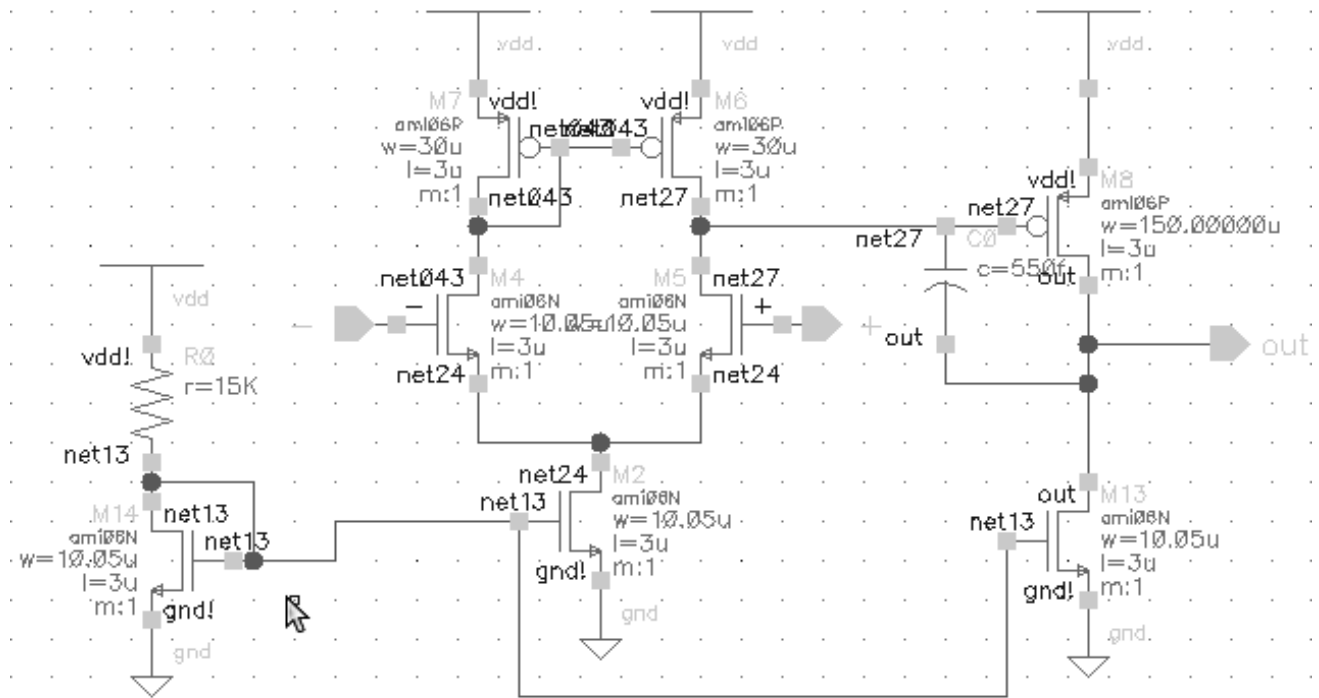 vdd
vdd
vdd
M7
vdd!
ami06P
w=30u
l=3u
m:1
net043
net043
M6
vdd!
ami06P
w=30u
l=3u
m:1
net27
M8
vdd!
ami06P
w=150.00000u
l=3u
m:1
net27
out
net27
C0
c=550f
out
net043
M4
ami06N
w=10.05u
l=3u
m:1
net24
−
−
M5
net27
ami06N
w=10.05u
l=3u
m:1
net24
+
+
out
vdd
vdd!
R0
r=15K
net13
M14
net13
ami06N
net13
w=10.05u
l=3u
m:1
gnd!
gnd
net24
M2
net13
ami06N
w=10.05u
l=3u
m:1
gnd!
gnd
out
M13
net13
ami06N
w=10.05u
l=3u
m:1
gnd!
gnd